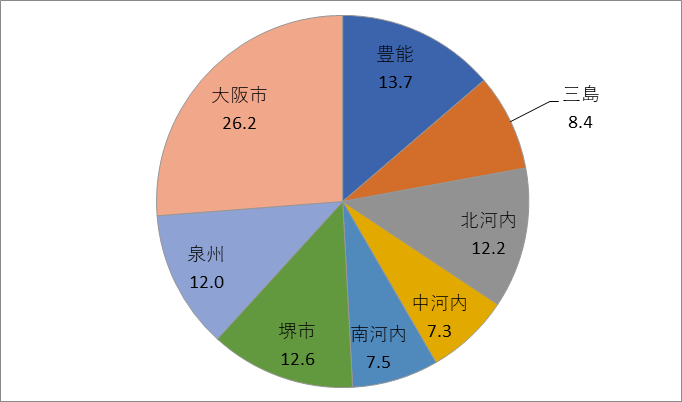 豊能
13.7
三島
8.4
北河内
12.2
中河内
7.3
南河内
7.5
堺市
12.6
泉州
12.0
大阪市
26.2